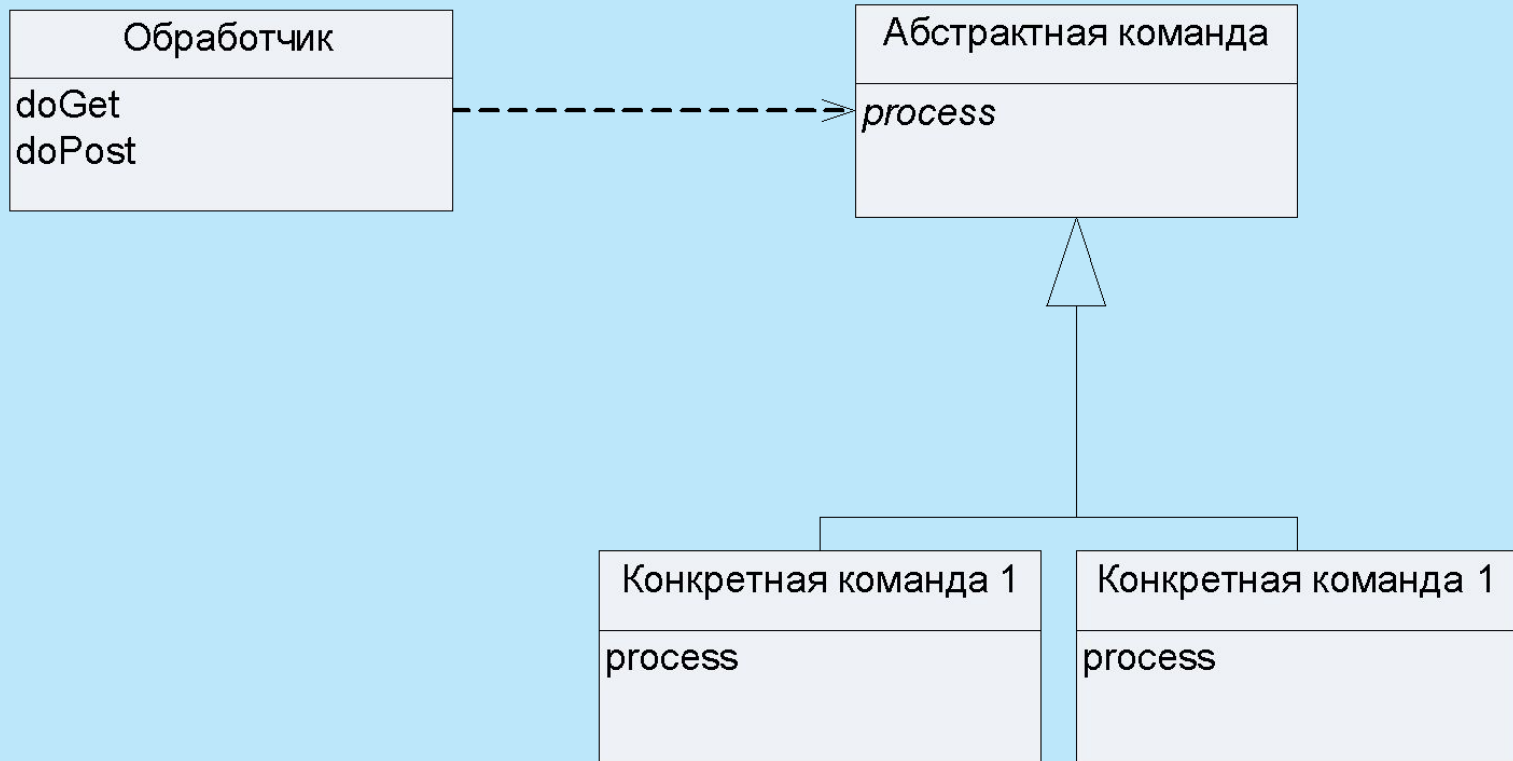 Обработчик
doGet
doPost
Абстрактная команда
process
Конкретная команда 1
process
Конкретная команда 1
process